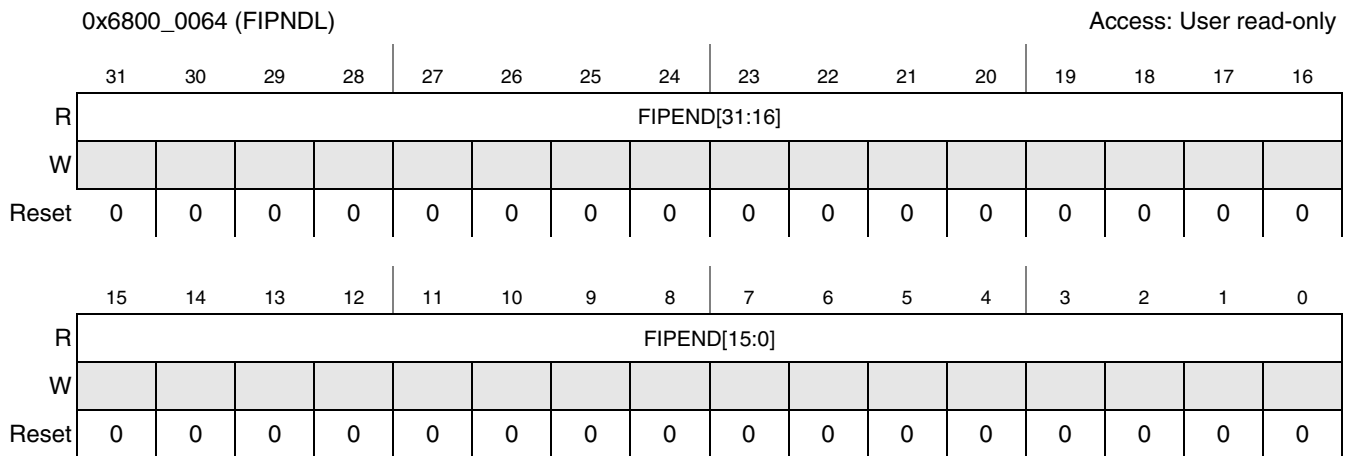 0x6800_0064 (FIPNDL) Access: User read-only
31 30 29 28 27 26 25 24 23 22 21 20 19 18 17 16
R FIPEND[31:16]
W
Reset 0 0 0 0 0 0 0 0 0 0 0 0 0 0 0 0
15 14 13 12 11 10 9 8 7 6 5 4 3 2 1 0
R FIPEND[15:0]
W
Reset 0 0 0 0 0 0 0 0 0 0 0 0 0 0 0 0